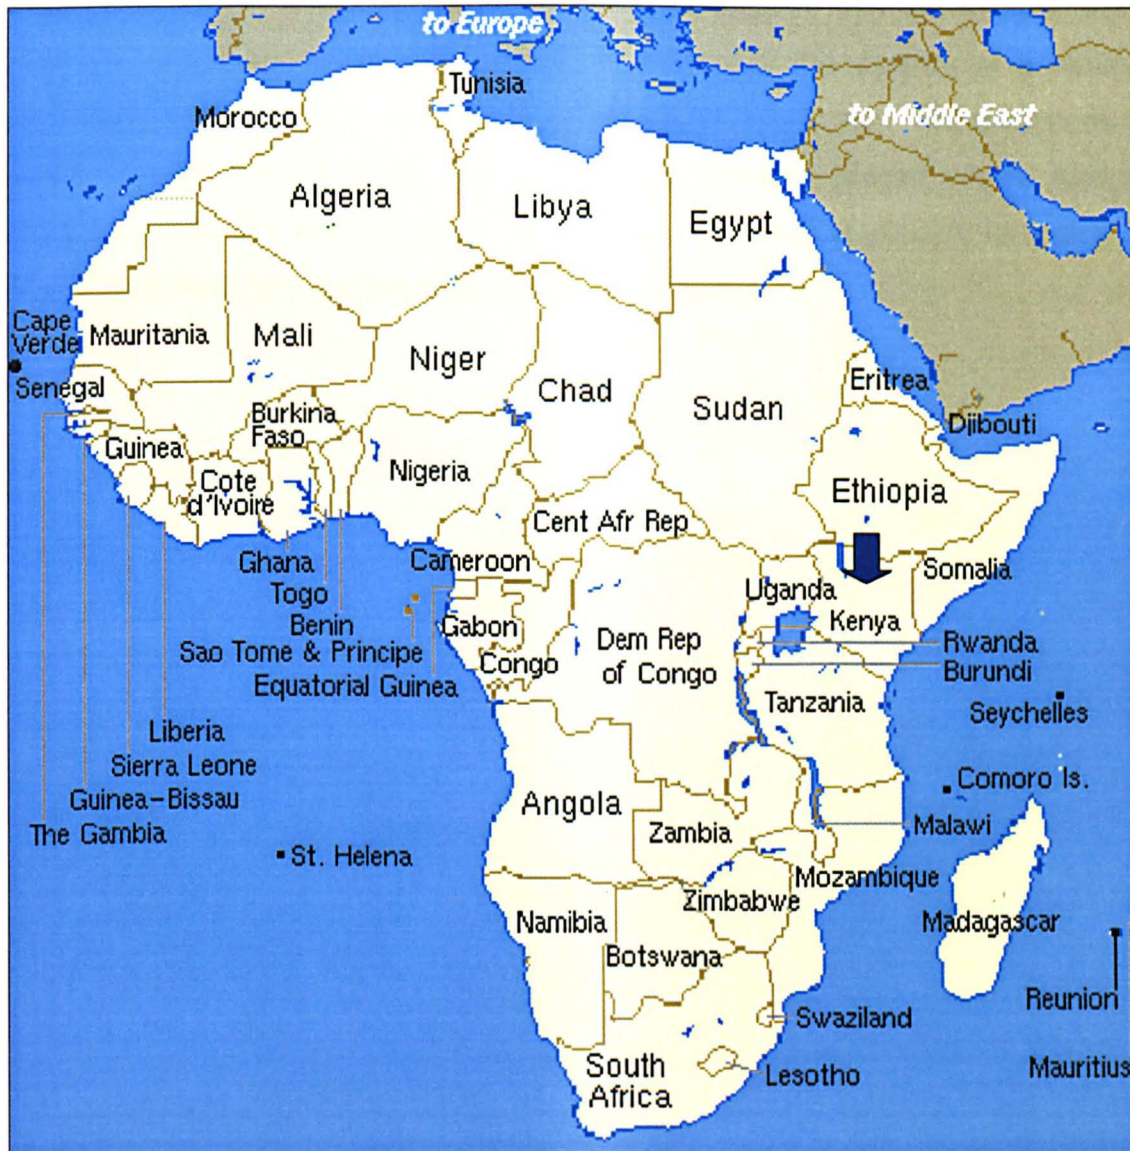 to Europe
Tunisia
Morocco
to Middle East
Algeria
Libya
Egypt
Cape
Verde
Mauritania
Mali
Niger
Chad
Sudan
Eritrea
Senegal
Djibouti
Burkina
Faso
Guinea
Nigeria
Cote
d'Ivoire
Ethiopia
Cent Afr Rep
Ghana
Cameroon
Somalia
Togo
Uganda
Benin
Gabon
Kenya
Sao Tome & Principe
Dem Rep
of Congo
Rwanda
Congo
Burundi
Equatorial Guinea
Tanzania
Seychelles
Liberia
Sierra Leone
Comoro Is.
Guinea-Bissau
Angola
The Gambia
Zambia
Malawi
St. Helena
Mozambique
Zimbabwe
Namibia
Madagascar
Botswana
Reunion
Swaziland
South
Africa
Lesotho
Mauritius